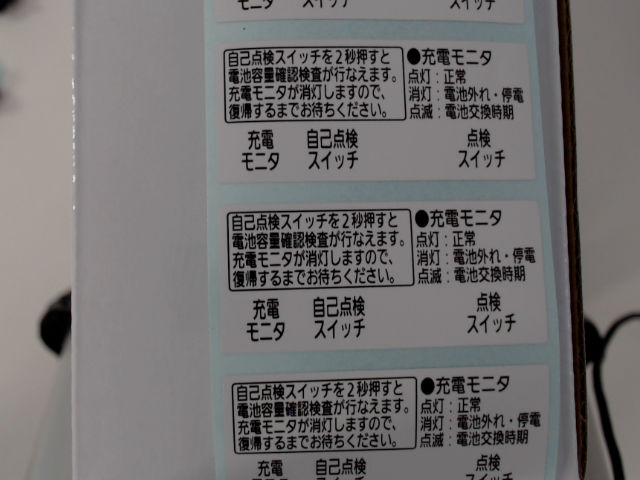 モニタ スイッチ スイッチ
自己点検スイッチを2秒押すと
電池容量確認検査が行なえます。
充電モニタが消灯しますので、
復帰するまでお待ちください。
●充電モニタ
点灯:正常
消灯:電池外れ・停電
点滅:電池交換時期
充電 自己点検 点検
モニタ スイッチ スイッチ
自己点検スイッチを2秒押すと
電池容量確認検査が行なえます。
充電モニタが消灯しますので、
復帰するまでお待ちください。
●充電モニタ
点灯:正常
消灯:電池外れ・停電
点滅:電池交換時期
充電 自己点検 点検
モニタ スイッチ スイッチ
自己点検スイッチを2秒押すと
電池容量確認検査が行なえます。
充電モニタが消灯しますので、
復帰するまでお待ちください。
●充電モニタ
点灯:正常
消灯:電池外れ・停電
点滅:電池交換時期
充電 自己点検 点検